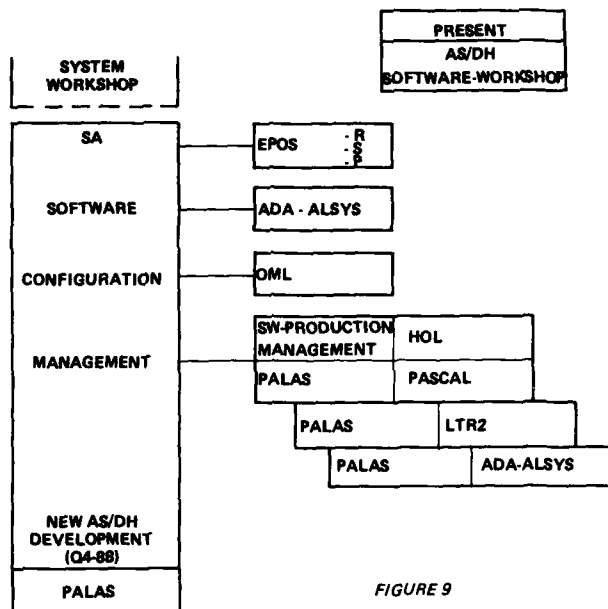 PRESENT
AS/DH
SOFTWARE-WORKSHOP
SYSTEM
WORKSHOP
SA
EPOS
- R
- S
- P
SOFTWARE
ADA - ALSYS
CONFIGURATION
OML
MANAGEMENT
SW-PRODUCTION
MANAGEMENT
HOL
PALAS
PASCAL
PALAS
LTR2
PALAS
ADA-ALSYS
NEW AS/DH
DEVELOPMENT
(Q4-88)
PALAS
FIGURE 9